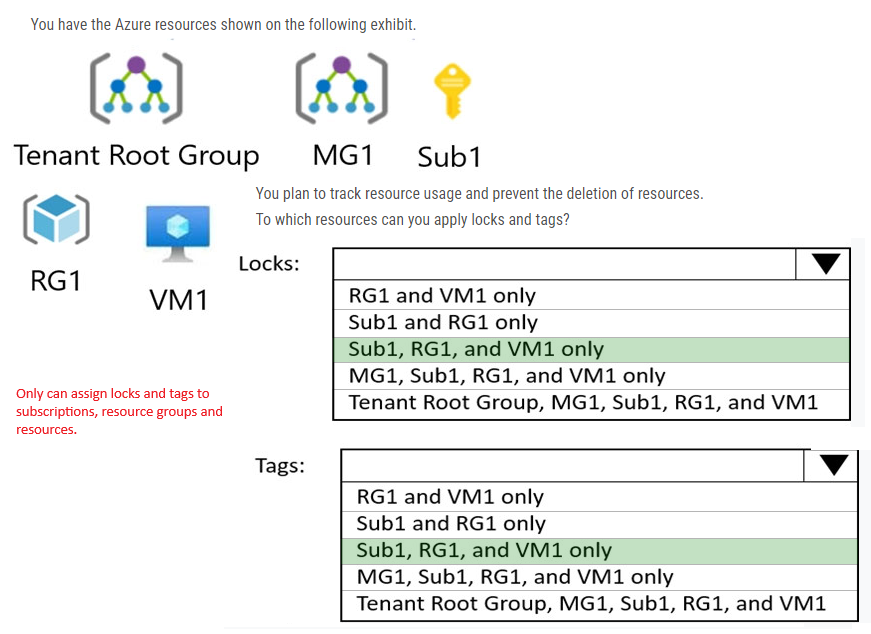 You have the Azure resources shown on the following exhibit.
Tenant Root Group
MG1
Sub1
RG1
VM1
You plan to track resource usage and prevent the deletion of resources.
To which resources can you apply locks and tags?
Locks:
RG1 and VM1 only
Sub1 and RG1 only
Sub1, RG1, and VM1 only
MG1, Sub1, RG1, and VM1 only
Tenant Root Group, MG1, Sub1, RG1, and VM1
Only can assign locks and tags to
subscriptions, resource groups and
resources.
Tags:
RG1 and VM1 only
Sub1 and RG1 only
Sub1, RG1, and VM1 only
MG1, Sub1, RG1, and VM1 only
Tenant Root Group, MG1, Sub1, RG1, and VM1